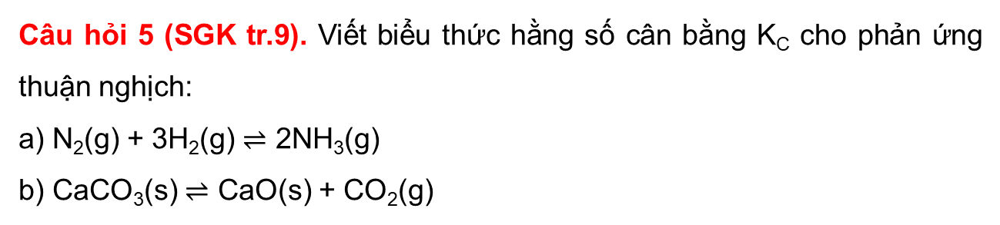 Câu hỏi 5 (SGK tr.9). Viết biểu thức hằng số cân bằng K_C cho phản ứng
thuận nghịch:
a) N₂(g) + 3H₂(g) ⇌ 2NH₃(g)
b) CaCO₃(s) ⇌ CaO(s) + CO₂(g)